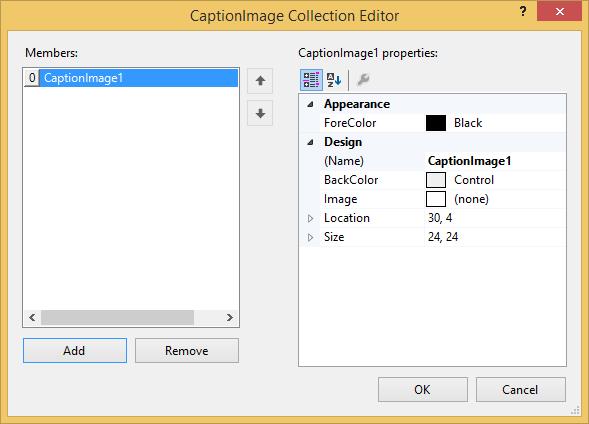 CaptionImage Collection Editor
?
Members:
0 CaptionImage1
Add
Remove
CaptionImage1 properties:
A Z
Appearance
ForeColor Black
Design
(Name) CaptionImage1
BackColor Control
Image (none)
Location 30, 4
Size 24, 24
OK
Cancel